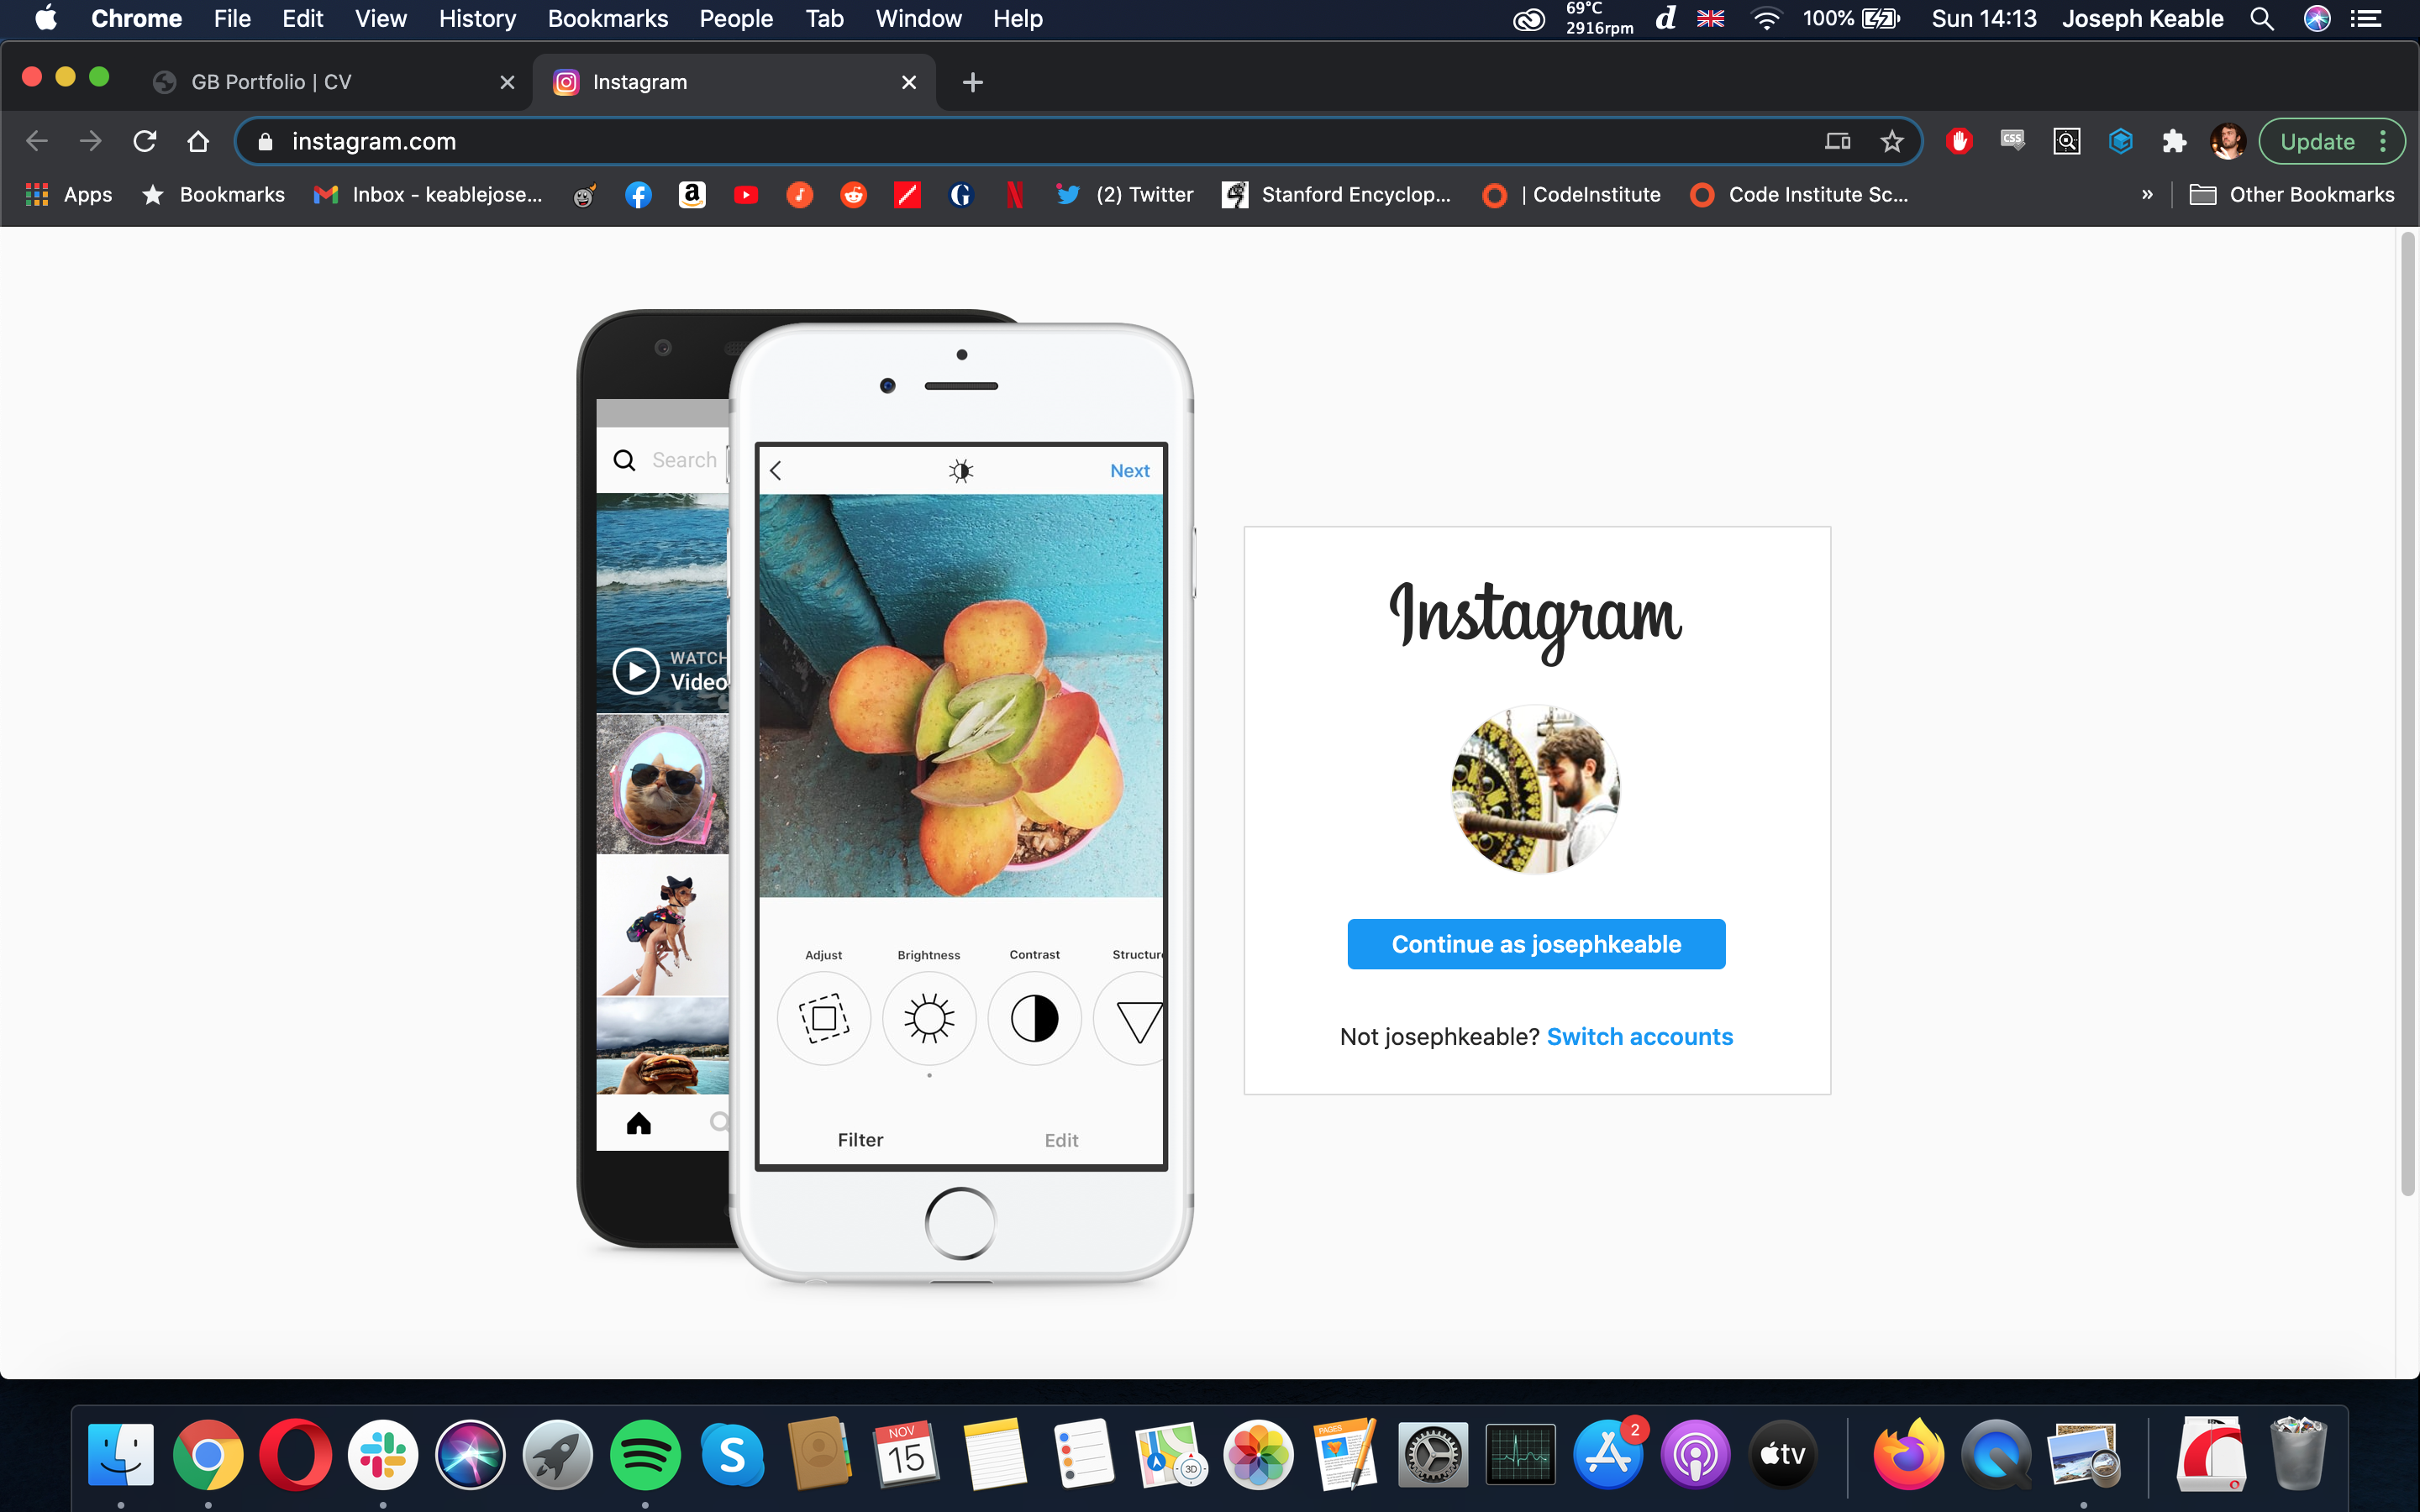 Chrome File Edit View History Bookmarks People Tab Window Help 69°C 2916rpm 100% Sun 14:13 Joseph Keable
GB Portfolio | CV Instagram
instagram.com Update
Apps Bookmarks Inbox - keablejose... (2) Twitter Stanford Encyclop... | CodeInstitute Code Institute Sc... » Other Bookmarks
Search
WATCH
Video
Next
Adjust Brightness Contrast Structure
Filter Edit
Instagram
Continue as josephkeable
Not josephkeable? Switch accounts
NOV
15
PAGES
3D
2
tv